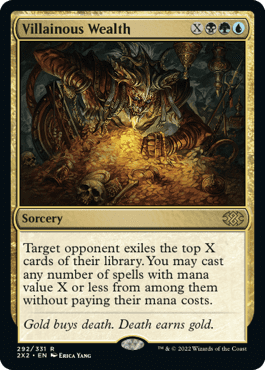 Villainous Wealth X
Sorcery
Target opponent exiles the top X
cards of their library. You may cast
any number of spells with mana
value X or less from among them
without paying their mana costs.
Gold buys death. Death earns gold.
292/331 R
2X2 • EN Erica Yang
™ & © 2022 Wizards of the Coast